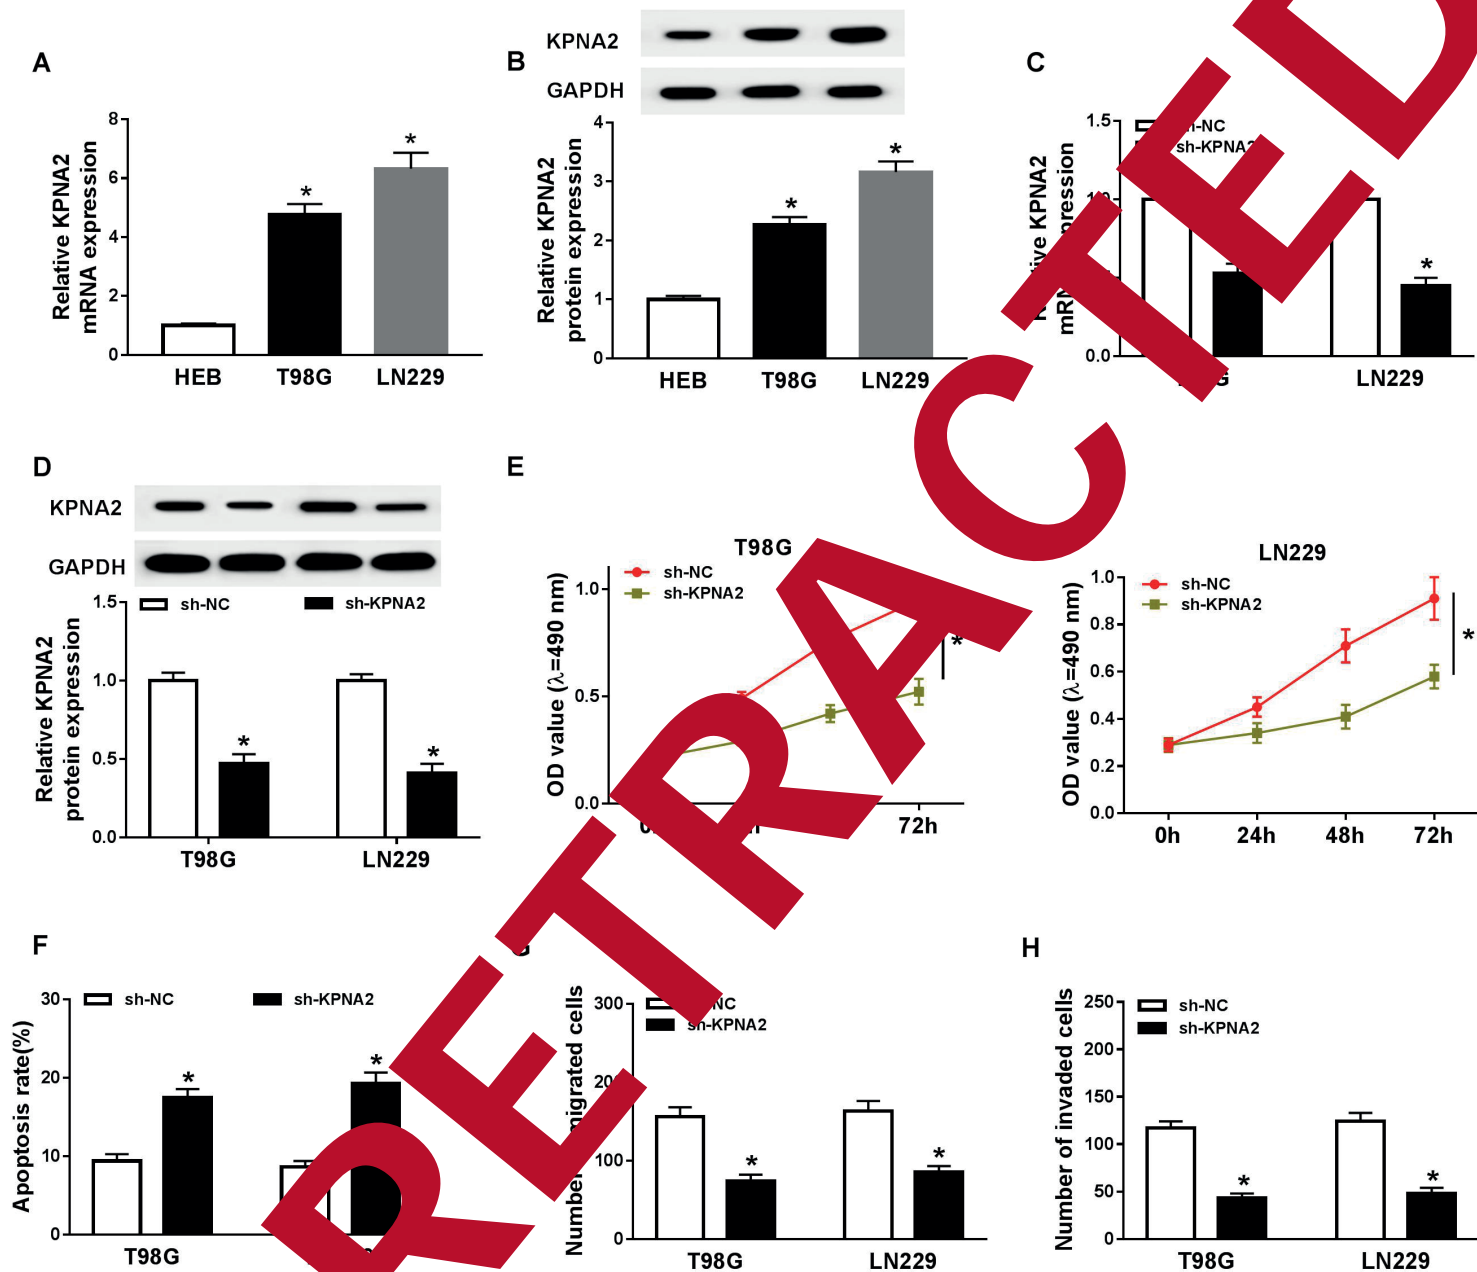 RETRACTED
A
8
6
4
2
0
Relative KPNA2
mRNA expression
*
*
HEB
T98G
LN229
B
KPNA2
GAPDH
4
3
2
1
0
Relative KPNA2
protein expression
*
*
HEB
T98G
LN229
C
1.5
0.0
sh-KPNA2
*
LN229
D
KPNA2
GAPDH
sh-NC
sh-KPNA2
1.5
1.0
0.5
0.0
Relative KPNA2
protein expression
*
*
T98G
LN229
E
T98G
sh-NC
sh-KPNA2
1.0
0.5
0.0
OD value (λ=490 nm)
*
72h
LN229
sh-NC
sh-KPNA2
1.0
0.8
0.6
0.4
0.2
0.0
OD value (λ=490 nm)
*
0h
24h
48h
72h
F
sh-NC
sh-KPNA2
30
20
10
0
Apoptosis rate(%)
*
*
T98G
300
100
0
Number
migrated cells
sh-KPNA2
*
*
T98G
LN229
H
sh-NC
sh-KPNA2
250
200
150
100
50
0
Number of invaded cells
*
*
T98G
LN229